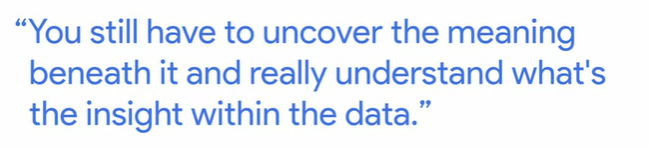 “You still have to uncover the meaning
beneath it and really understand what's
the insight within the data.”